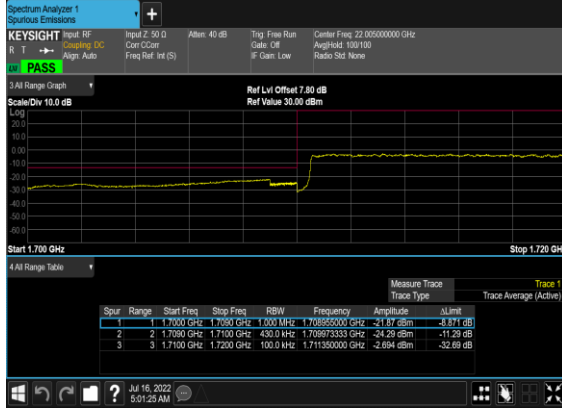 Spectrum Analyzer 1
Spurious Emissions
+
KEYSIGHT Input: RF Input Z: 50 Ω Atten: 40 dB Trig: Free Run Center Freq: 22.005000000 GHz
R T Coupling: DC Corr CCorr Gate: Off Avg|Hold: 100/100
Align: Auto Freq Ref: Int (S) IF Gain: Low Radio Std: None
PASS
3 All Range Graph
Ref Lvl Offset 7.80 dB
Scale/Div 10.0 dB Ref Value 30.00 dBm
Log
20.0
10.0
0.00
-10.0
-20.0
-30.0
-40.0
-50.0
-60.0
Start 1.700 GHz Stop 1.720 GH
4 All Range Table
Measure Trace Trace 1
Trace Type Trace Average (Active)
Spur Range Start Freq Stop Freq RBW Frequency Amplitude ΔLimit
1 1 1.7000 GHz 1.7090 GHz 1.000 MHz 1.708955000 GHz -21.87 dBm -8.871 dB
2 2 1.7090 GHz 1.7100 GHz 430.0 kHz 1.709973333 GHz -24.29 dBm -11.29 dB
3 3 1.7100 GHz 1.7200 GHz 100.0 kHz 1.711350000 GHz -2.694 dBm -32.69 dB
? Jul 16, 2022
5:01:25 AM